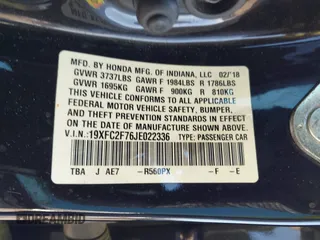 MFD. BY HONDA MFG. OF INDIANA, LLC 02/18
GVWR 3737LBS GAWR F 1984LBS R 1786LBS
GVWR 1695KG GAWR F 900KG R 810KG
THIS VEHICLE CONFORMS TO ALL APPLICABLE
FEDERAL MOTOR VEHICLE SAFETY, BUMPER,
AND THEFT PREVENTION STANDARDS IN EFFECT
ON THE DATE OF MANUFACTURE SHOWN ABOVE.
V.I.N.: 19XFC2F76JE022336 TYPE: PASSENGER CAR
TBA J AE7 -R560PX -F -E